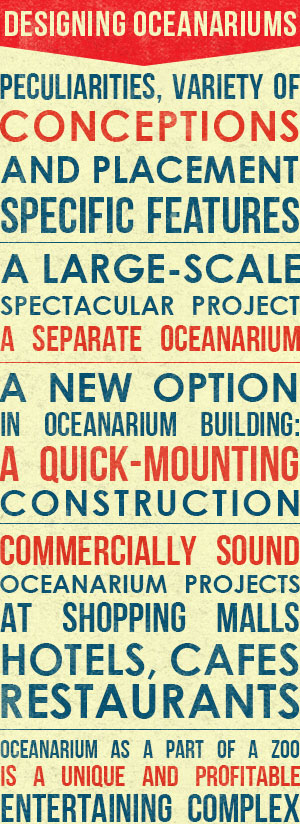 DESIGNING OCEANARIUMS
PECULIARITIES, VARIETY OF
CONCEPTIONS
AND PLACEMENT
SPECIFIC FEATURES
A LARGE-SCALE
SPECTACULAR PROJECT
A SEPARATE OCEANARIUM
A NEW OPTION
IN OCEANARIUM BUILDING:
A QUICK-MOUNTING
CONSTRUCTION
COMMERCIALLY SOUND
OCEANARIUM PROJECTS
AT SHOPPING MALLS
HOTELS, CAFES
RESTAURANTS
OCEANARIUM AS A PART OF A ZOO
IS A UNIQUE AND PROFITABLE
ENTERTAINING COMPLEX